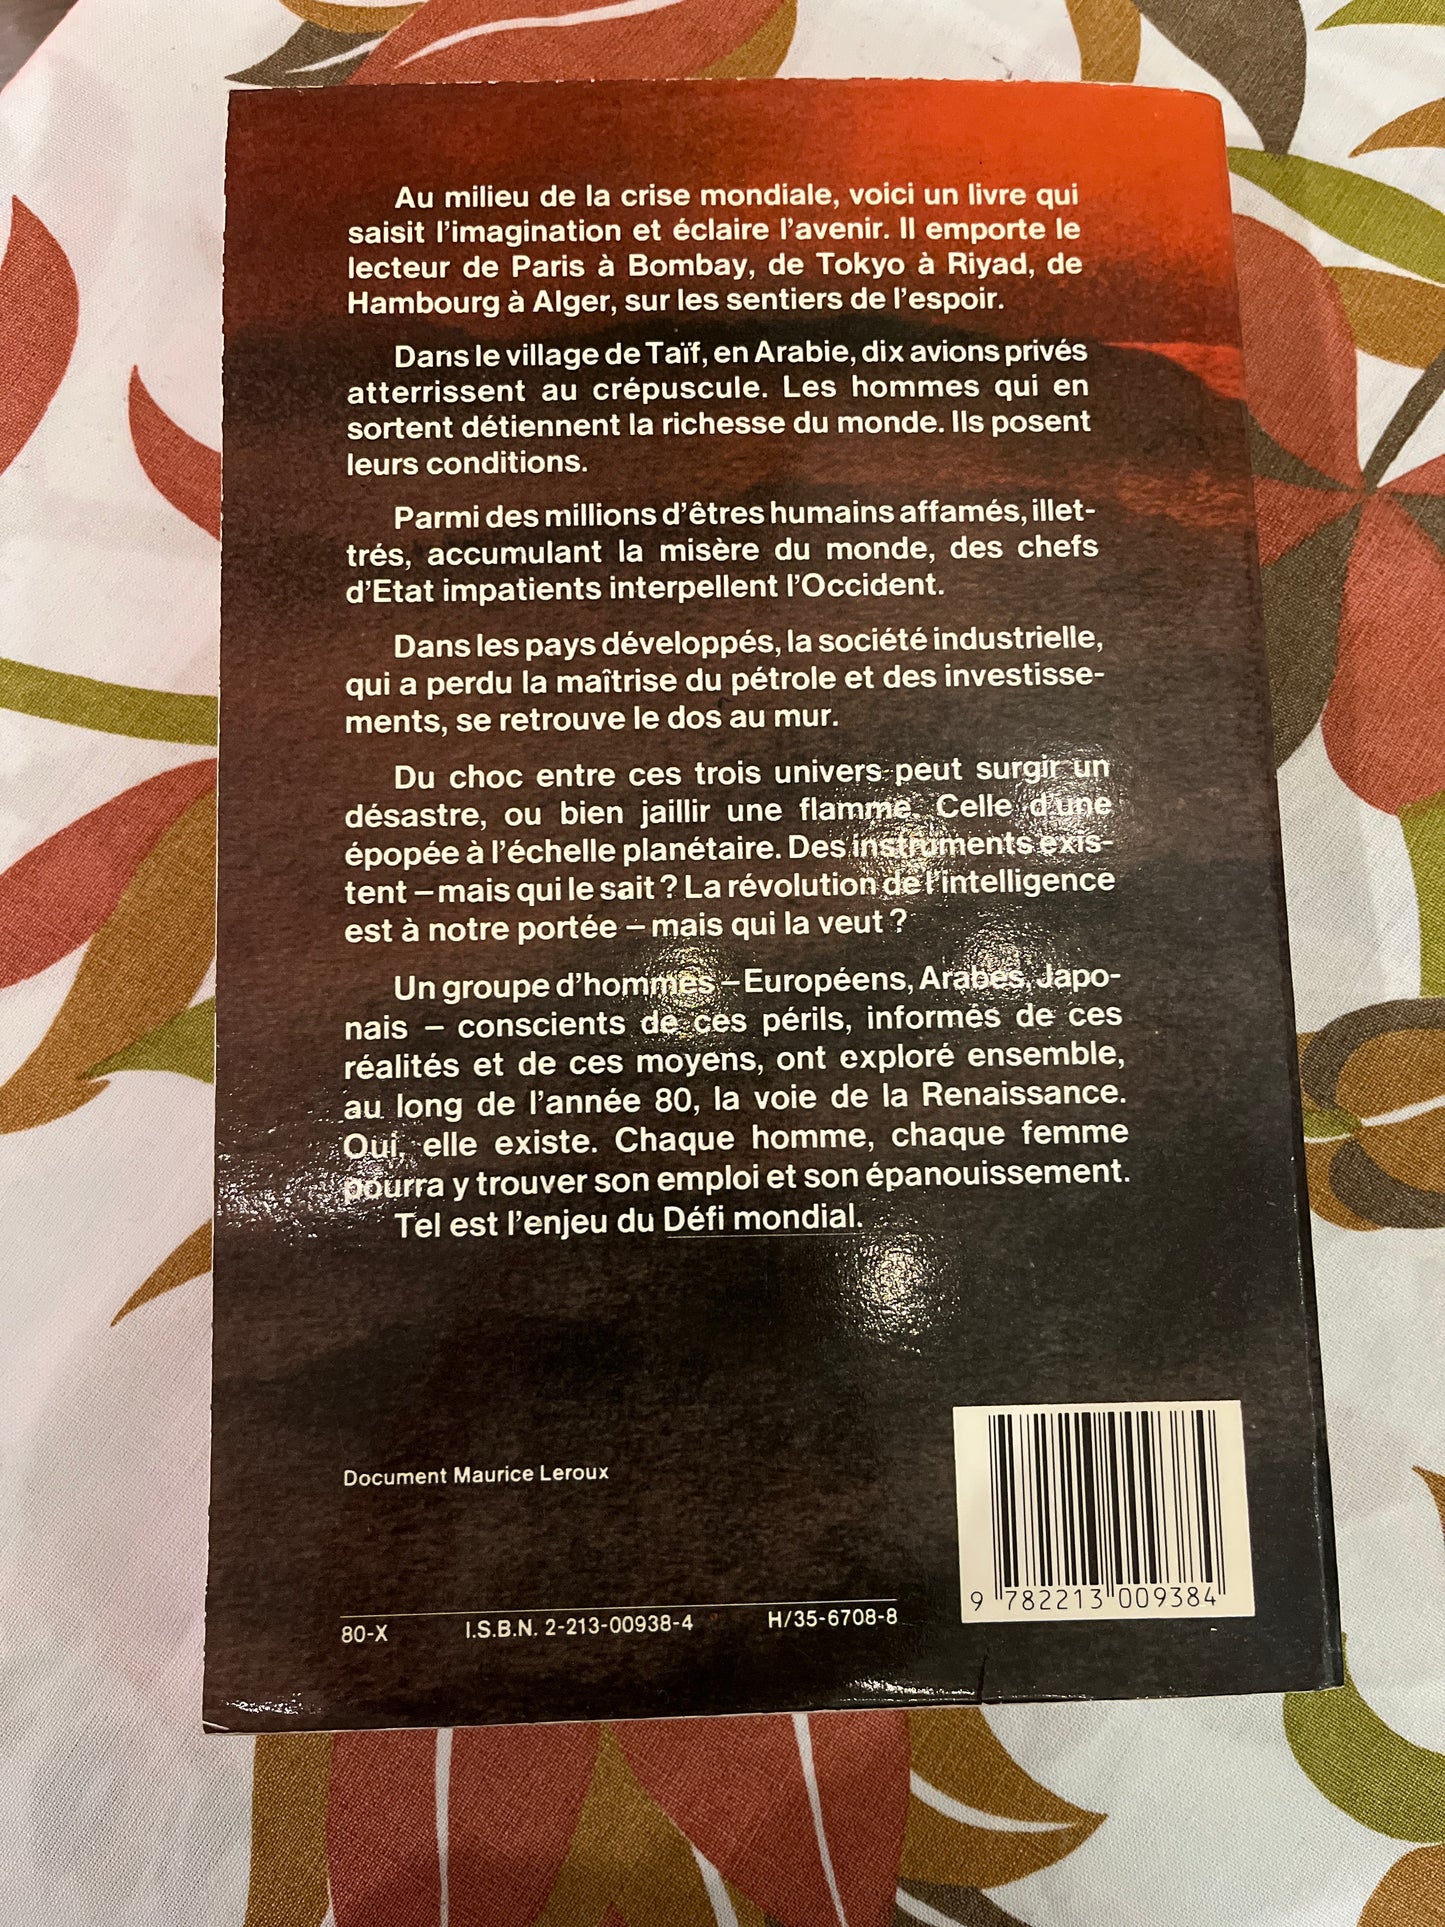 Au milieu de la crise mondiale, voici un livre qui
saisit l'imagination et éclaire l'avenir. Il emporte le
lecteur de Paris à Bombay, de Tokyo à Riyad, de
Hambourg à Alger, sur les sentiers de l'espoir.
Dans le village de Taïf, en Arabie, dix avions privés
atterrissent au crépuscule. Les hommes qui en
sortent détiennent la richesse du monde. Ils posent
leurs conditions.
Parmi des millions d'êtres humains affamés, illet-
trés, accumulant la misère du monde, des chefs
d'Etat impatients interpellent l'Occident.
Dans les pays développés, la société industrielle,
qui a perdu la maîtrise du pétrole et des investisse-
ments, se retrouve le dos au mur.
Du choc entre ces trois univers peut surgir un
désastre, ou bien jaillir une flamme. Celle d'une
épopée à l'échelle planétaire. Des instruments exis-
tent – mais qui le sait ? La révolution de l'intelligence
est à notre portée – mais qui la veut ?
Un groupe d'hommes – Européens, Arabes, Japo-
nais – conscients de ces périls, informés de ces
réalités et de ces moyens, ont exploré ensemble,
au long de l'année 80, la voie de la Renaissance.
Oui, elle existe. Chaque homme, chaque femme
pourra y trouver son emploi et son épanouissement.
Tel est l'enjeu du Défi mondial.
Document Maurice Leroux
80-X I.S.B.N. 2-213-00938-4 H/35-6708-8
9 782213 009384